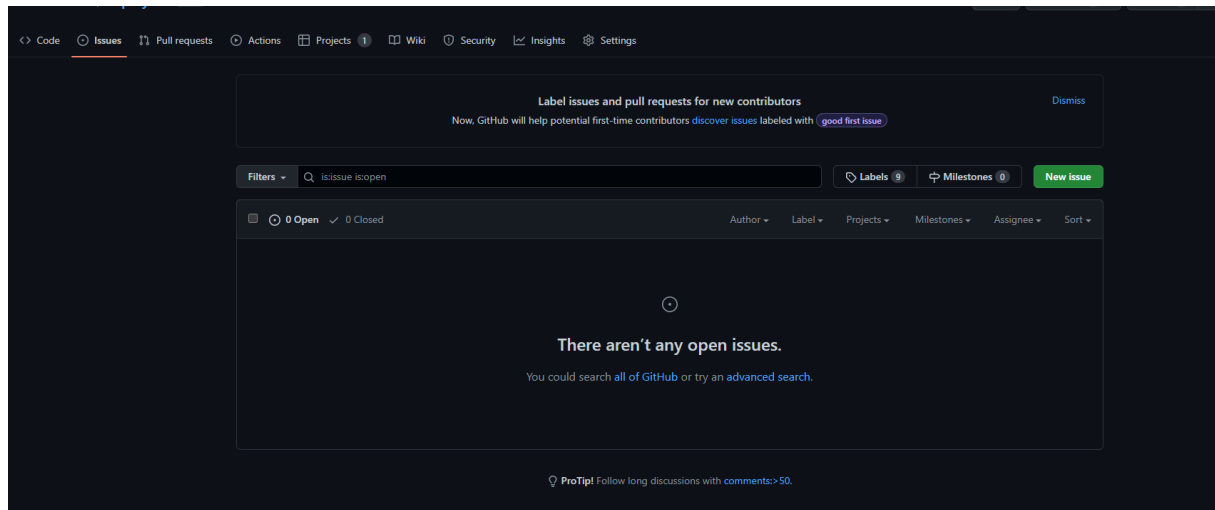 Code Issues Pull requests Actions Projects 1 Wiki Security Insights Settings
Label issues and pull requests for new contributors
Dismiss
Now, GitHub will help potential first-time contributors discover issues labeled with good first issue
Filters is:issue is:open Labels 9 Milestones 0 New issue
0 Open 0 Closed Author Label Projects Milestones Assignee Sort
There aren't any open issues.
You could search all of GitHub or try an advanced search.
ProTip! Follow long discussions with comments:>50.